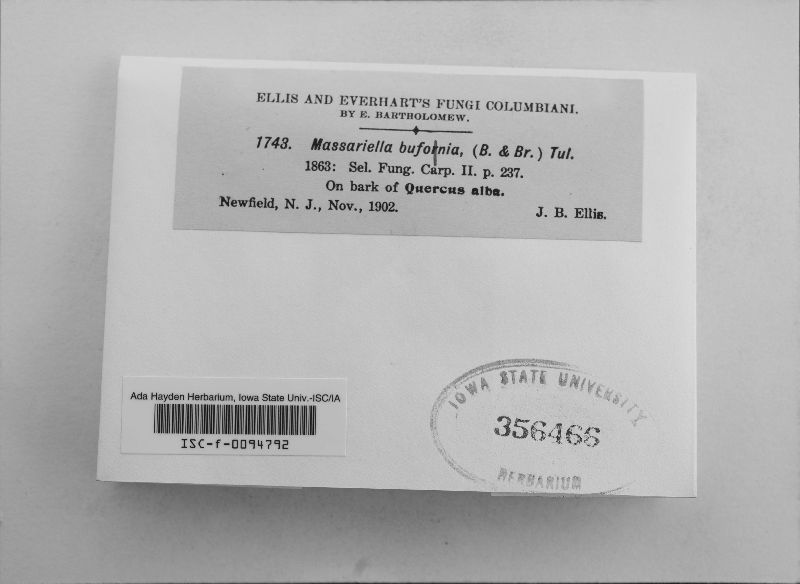 ELLIS AND EVERHART'S FUNGI COLUMBIANI.
BY E. BARTHOLOMEW.
1743. Massariella bufornia, (B. & Br.) Tul.
1863: Sel. Fung. Carp. II. p. 237.
On bark of Quercus alba.
Newfield, N. J., Nov., 1902. J. B. Ellis.
Ada Hayden Herbarium, Iowa State Univ.-ISC/IA
ISC-f-0094792
IOWA STATE UNIVERSITY
356466
HERBARIUM